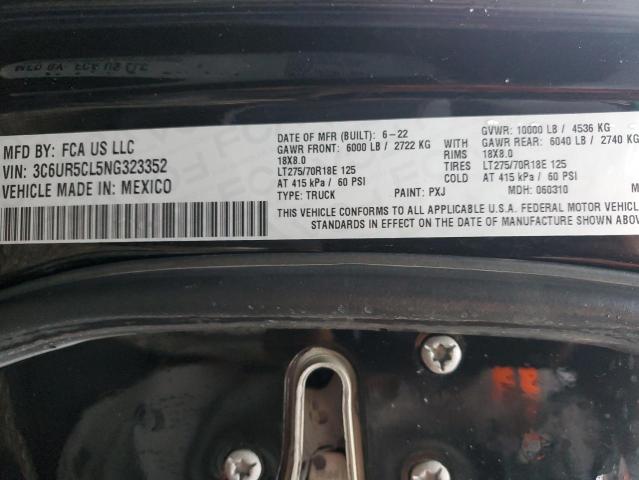 MFD BY: FCA US LLC
VIN: 3C6UR5CL5NG323352
VEHICLE MADE IN: MEXICO
DATE OF MFR (BUILT): 6-22 GVWR: 10000 LB / 4536 KG
GAWR FRONT: 6000 LB / 2722 KG GAWR REAR: 6040 LB / 2740 KG
18X8.0 RIMS 18X8.0
LT275/70R18E 125 TIRES LT275/70R18E 125
AT 415 kPa / 60 PSI COLD AT 415 kPa / 60 PSI
TYPE: TRUCK PAINT: PXJ MDH: 060310
THIS VEHICLE CONFORMS TO ALL APPLICABLE U.S.A. FEDERAL MOTOR VEHIC
STANDARDS IN EFFECT ON THE DATE OF MANUFACTURE SHOWN ABOV